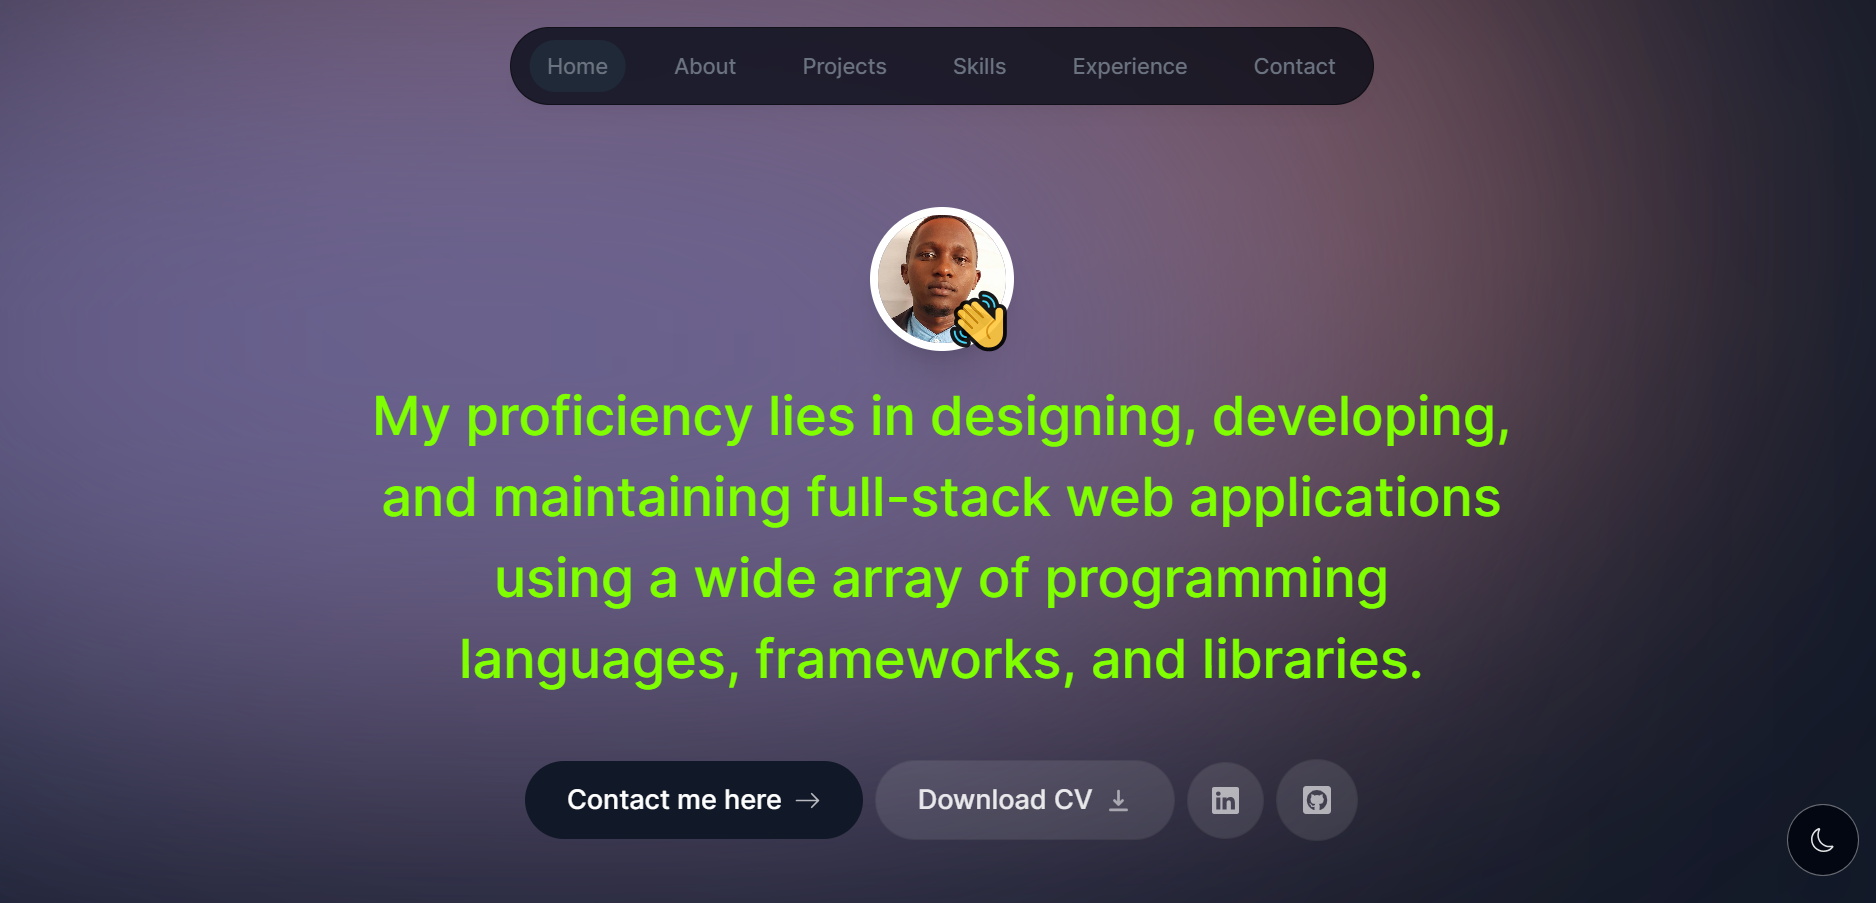 Home About Projects Skills Experience Contact
My proficiency lies in designing, developing,
and maintaining full-stack web applications
using a wide array of programming
languages, frameworks, and libraries.
Contact me here Download CV in